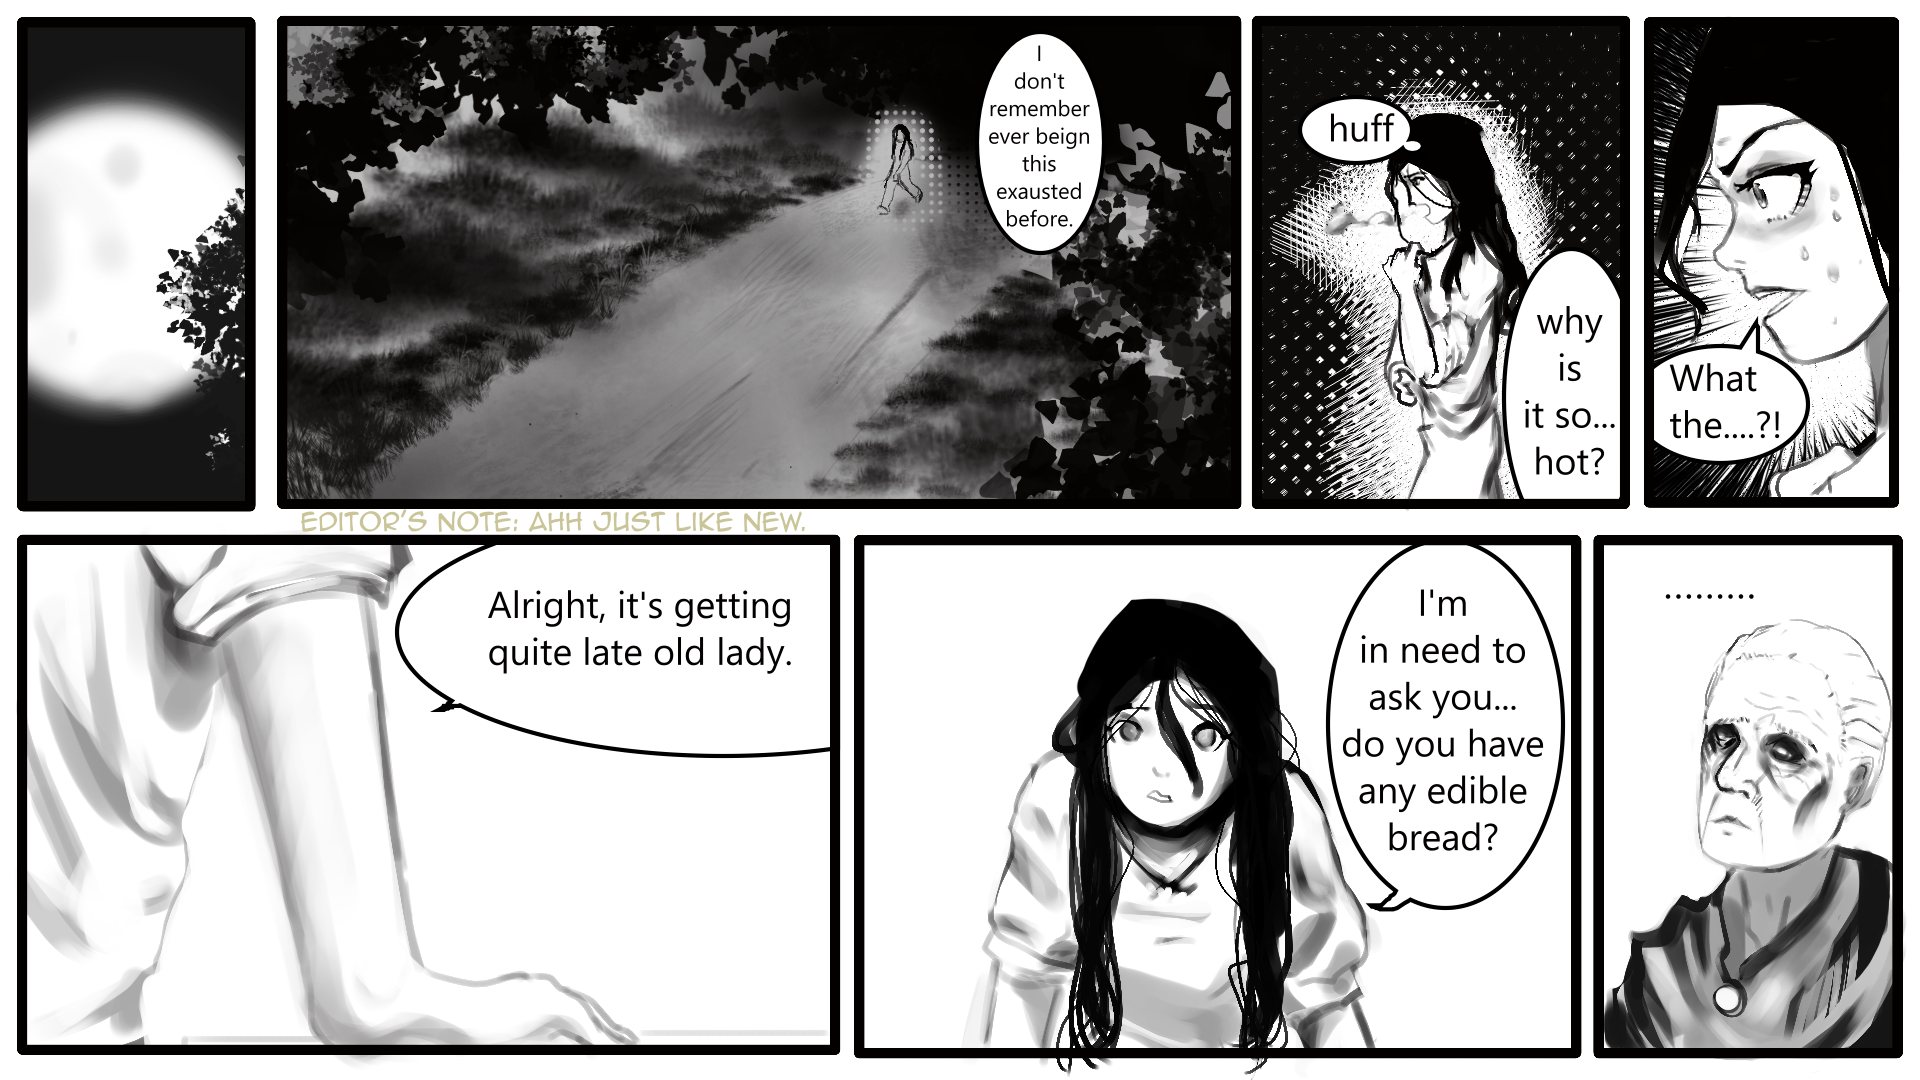 I
don't
remember
ever beign
this
exausted
before.
huff
why
is
it so...
hot?
What
the....?!
EDITOR'S NOTE: AHH JUST LIKE NEW.
Alright, it's getting
quite late old lady.
I'm
in need to
ask you...
do you have
any edible
bread?
.........